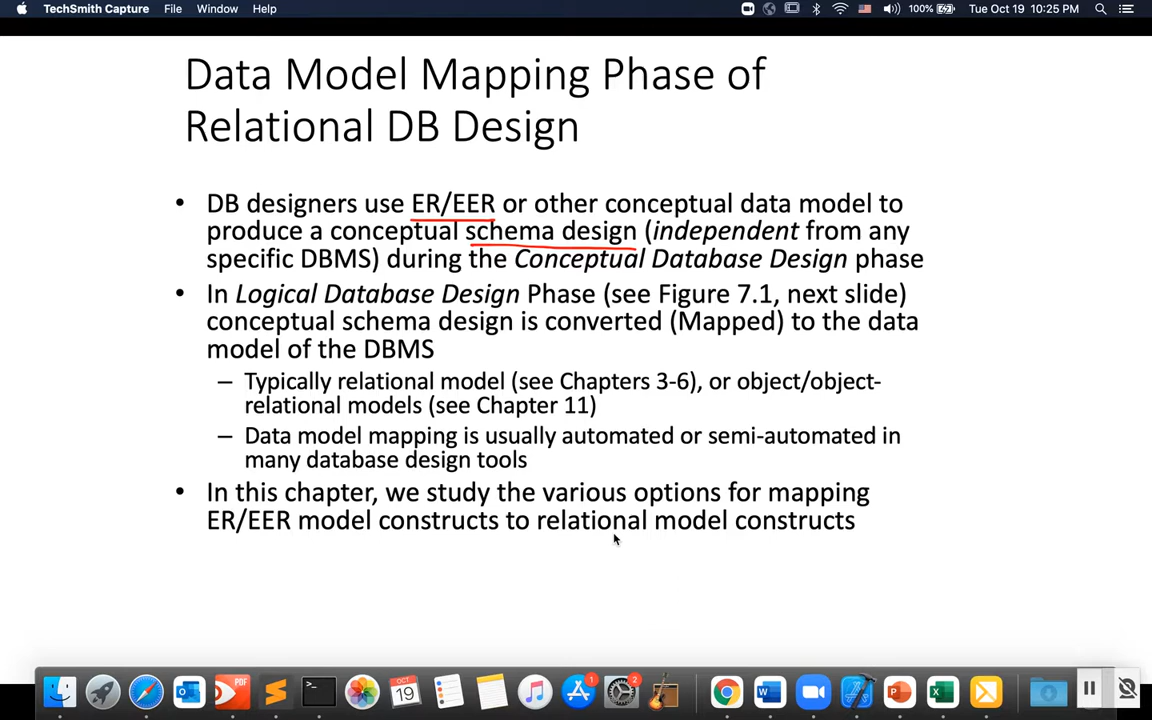 TechSmith Capture File Window Help 100% Tue Oct 19 10:25 PM
Data Model Mapping Phase of
Relational DB Design
• DB designers use ER/EER or other conceptual data model to
produce a conceptual schema design (independent from any
specific DBMS) during the Conceptual Database Design phase
• In Logical Database Design Phase (see Figure 7.1, next slide)
conceptual schema design is converted (Mapped) to the data
model of the DBMS
– Typically relational model (see Chapters 3-6), or object/object-
relational models (see Chapter 11)
– Data model mapping is usually automated or semi-automated in
many database design tools
• In this chapter, we study the various options for mapping
ER/EER model constructs to relational model constructs
PDF
OCT
19
1
2